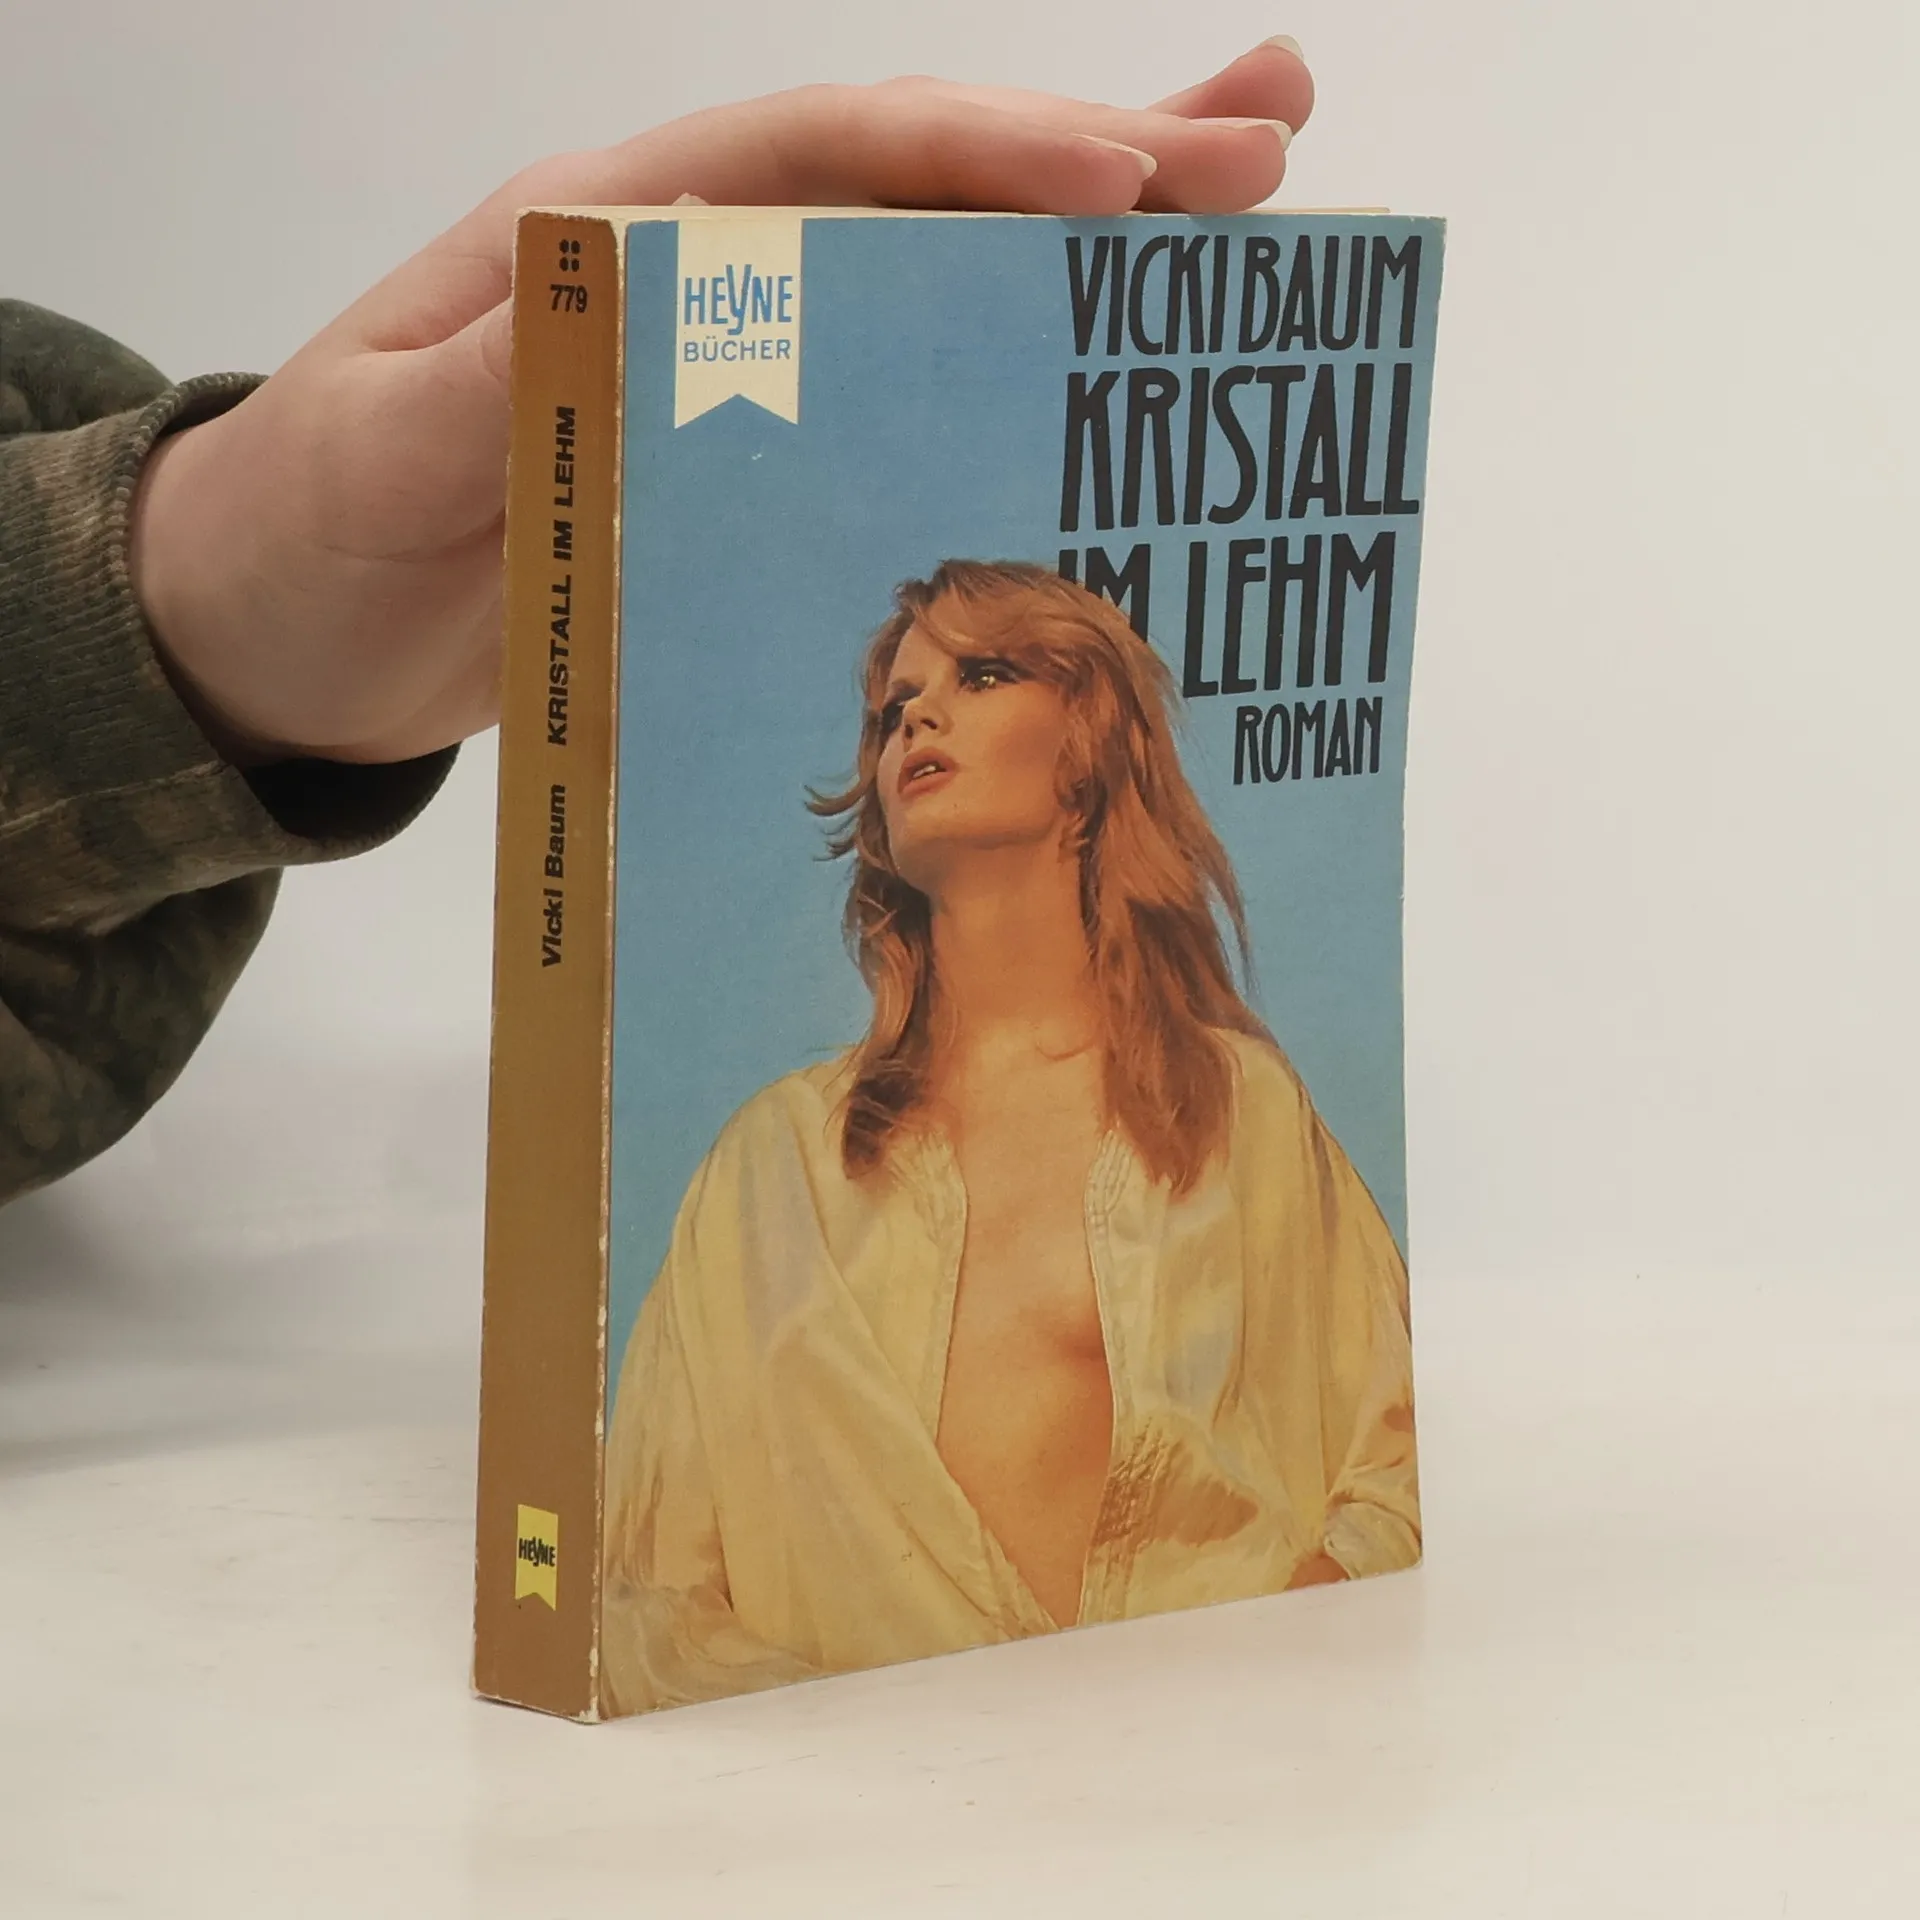 779
Vicki Baum KRISTALL IM LEHM
HEYNE
HEYNE
BÜCHER
VICKI BAUM
KRISTALL
IM LEHM
ROMAN